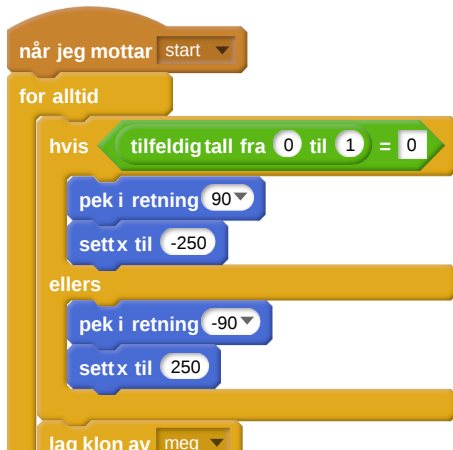 når jeg mottar start
for alltid
hvis tilfeldig tall fra 0 til 1 = 0
pek i retning 90
sett x til -250
ellers
pek i retning -90
sett x til 250
lag klon av meg